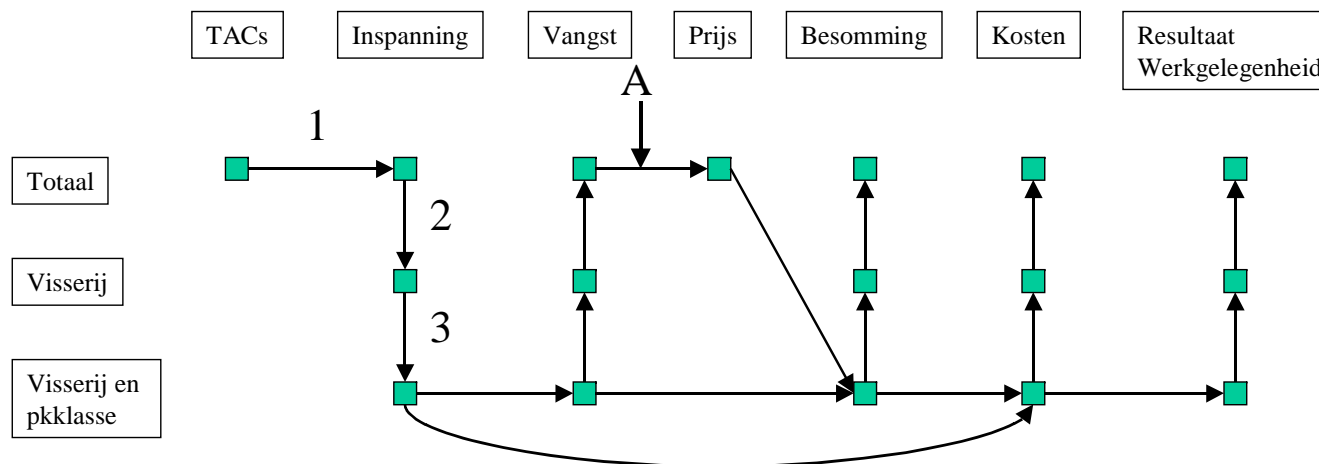 TACs
Inspanning
Vangst
Prijs
Besomming
Kosten
Resultaat
Werkgelegenheid
A
1
Totaal
2
Visserij
3
Visserij en
pkklasse